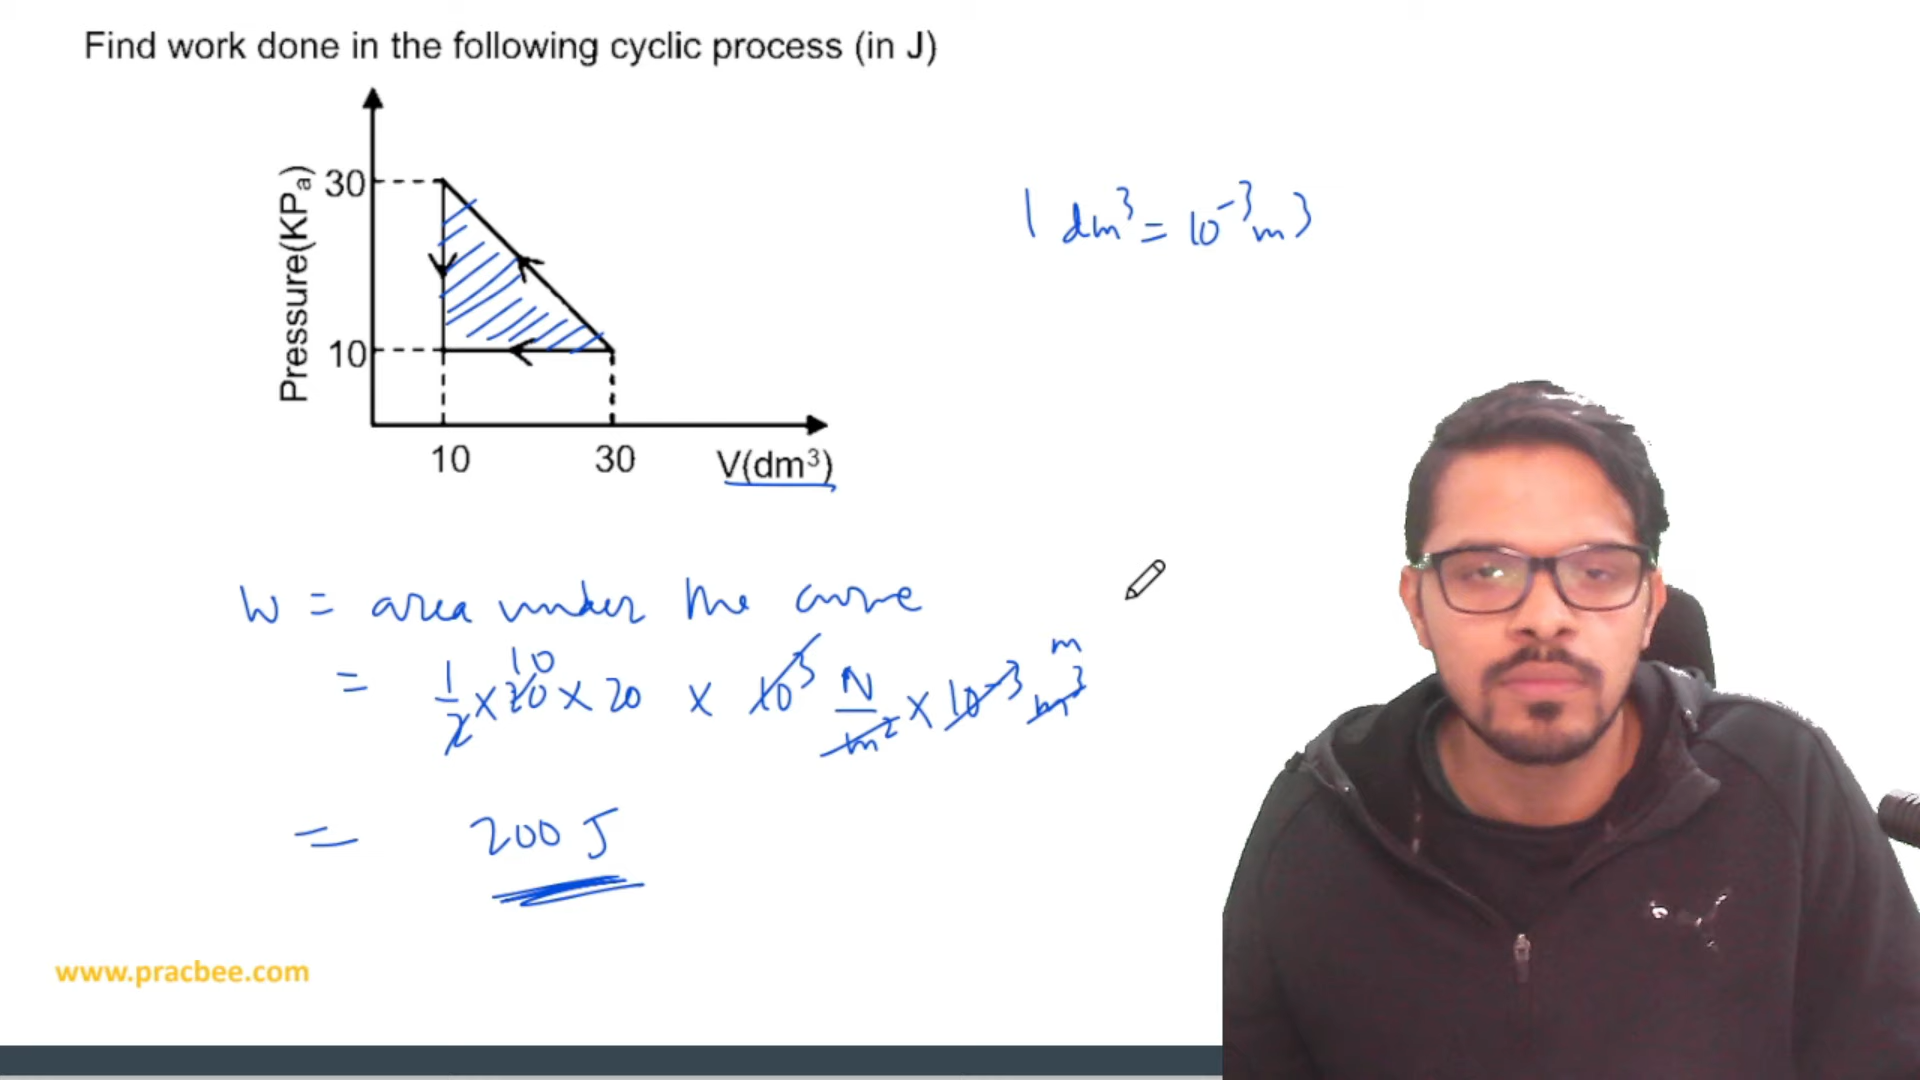 Find work done in the following cyclic process (in J)
Pressure(KPa)
30
10
10 30 V(dm³)
1 dm³ = 10⁻³ m³
W = area under the curve
= 1/2 × 20 × 20 × 10³ N/m² × 10⁻³ m³
10
m
= 200 J
www.pracbee.com